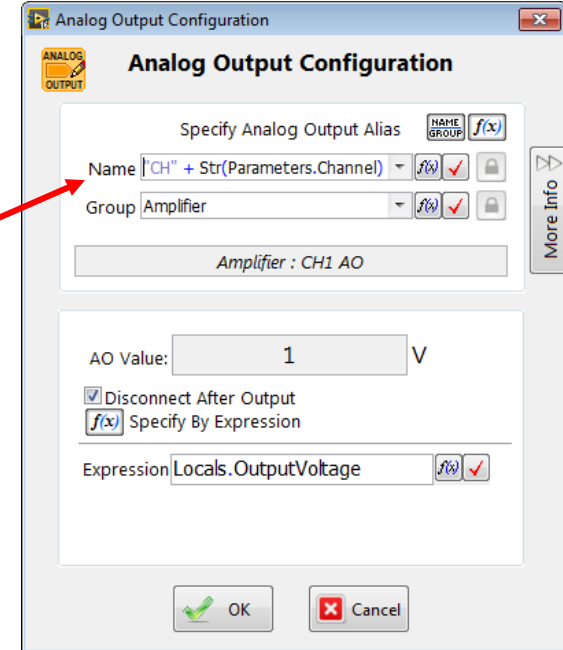 Analog Output Configuration
ANALOG
OUTPUT
Analog Output Configuration
Specify Analog Output Alias NAME GROUP f(x)
Name "CH" + Str(Parameters.Channel) f(x)
Group Amplifier f(x)
Amplifier : CH1 AO
More Info
AO Value: 1 V
Disconnect After Output
f(x) Specify By Expression
Expression Locals.OutputVoltage f(x)
OK Cancel